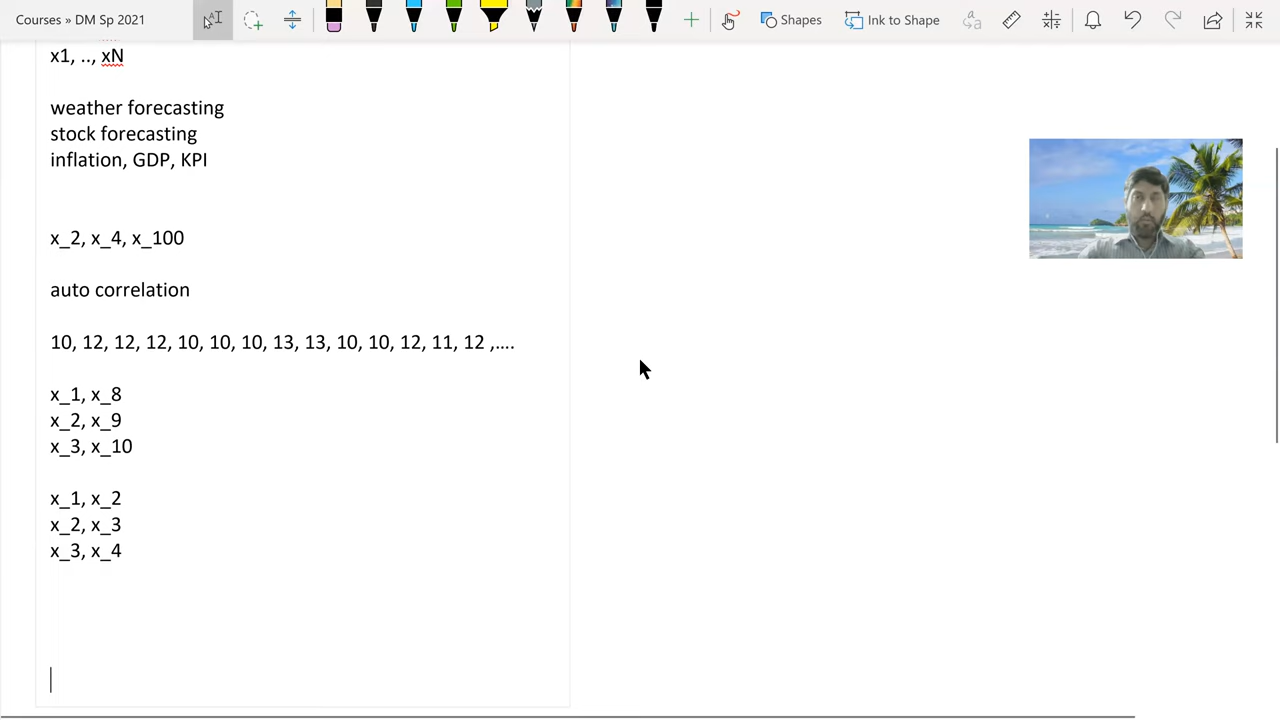 Courses » DM Sp 2021
Shapes
Ink to Shape
x1, .., xN
weather forecasting
stock forecasting
inflation, GDP, KPI
x_2, x_4, x_100
auto correlation
10, 12, 12, 12, 10, 10, 10, 13, 13, 10, 10, 12, 11, 12 ,....
x_1, x_8
x_2, x_9
x_3, x_10
x_1, x_2
x_2, x_3
x_3, x_4